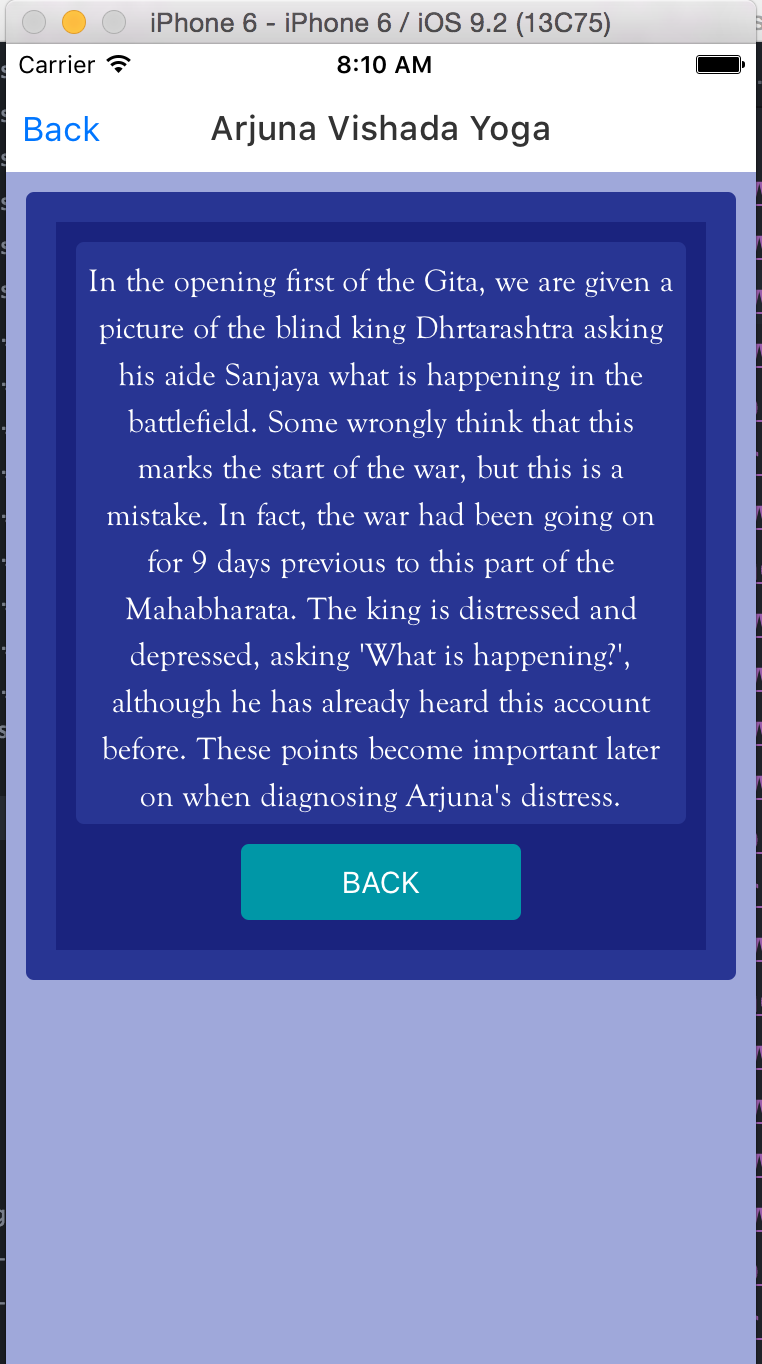 iPhone 6 - iPhone 6 / iOS 9.2 (13C75)
Carrier 8:10 AM
Back Arjuna Vishada Yoga
In the opening first of the Gita, we are given a
picture of the blind king Dhrtarashtra asking
his aide Sanjaya what is happening in the
battlefield. Some wrongly think that this
marks the start of the war, but this is a
mistake. In fact, the war had been going on
for 9 days previous to this part of the
Mahabharata. The king is distressed and
depressed, asking 'What is happening?',
although he has already heard this account
before. These points become important later
on when diagnosing Arjuna's distress.
BACK